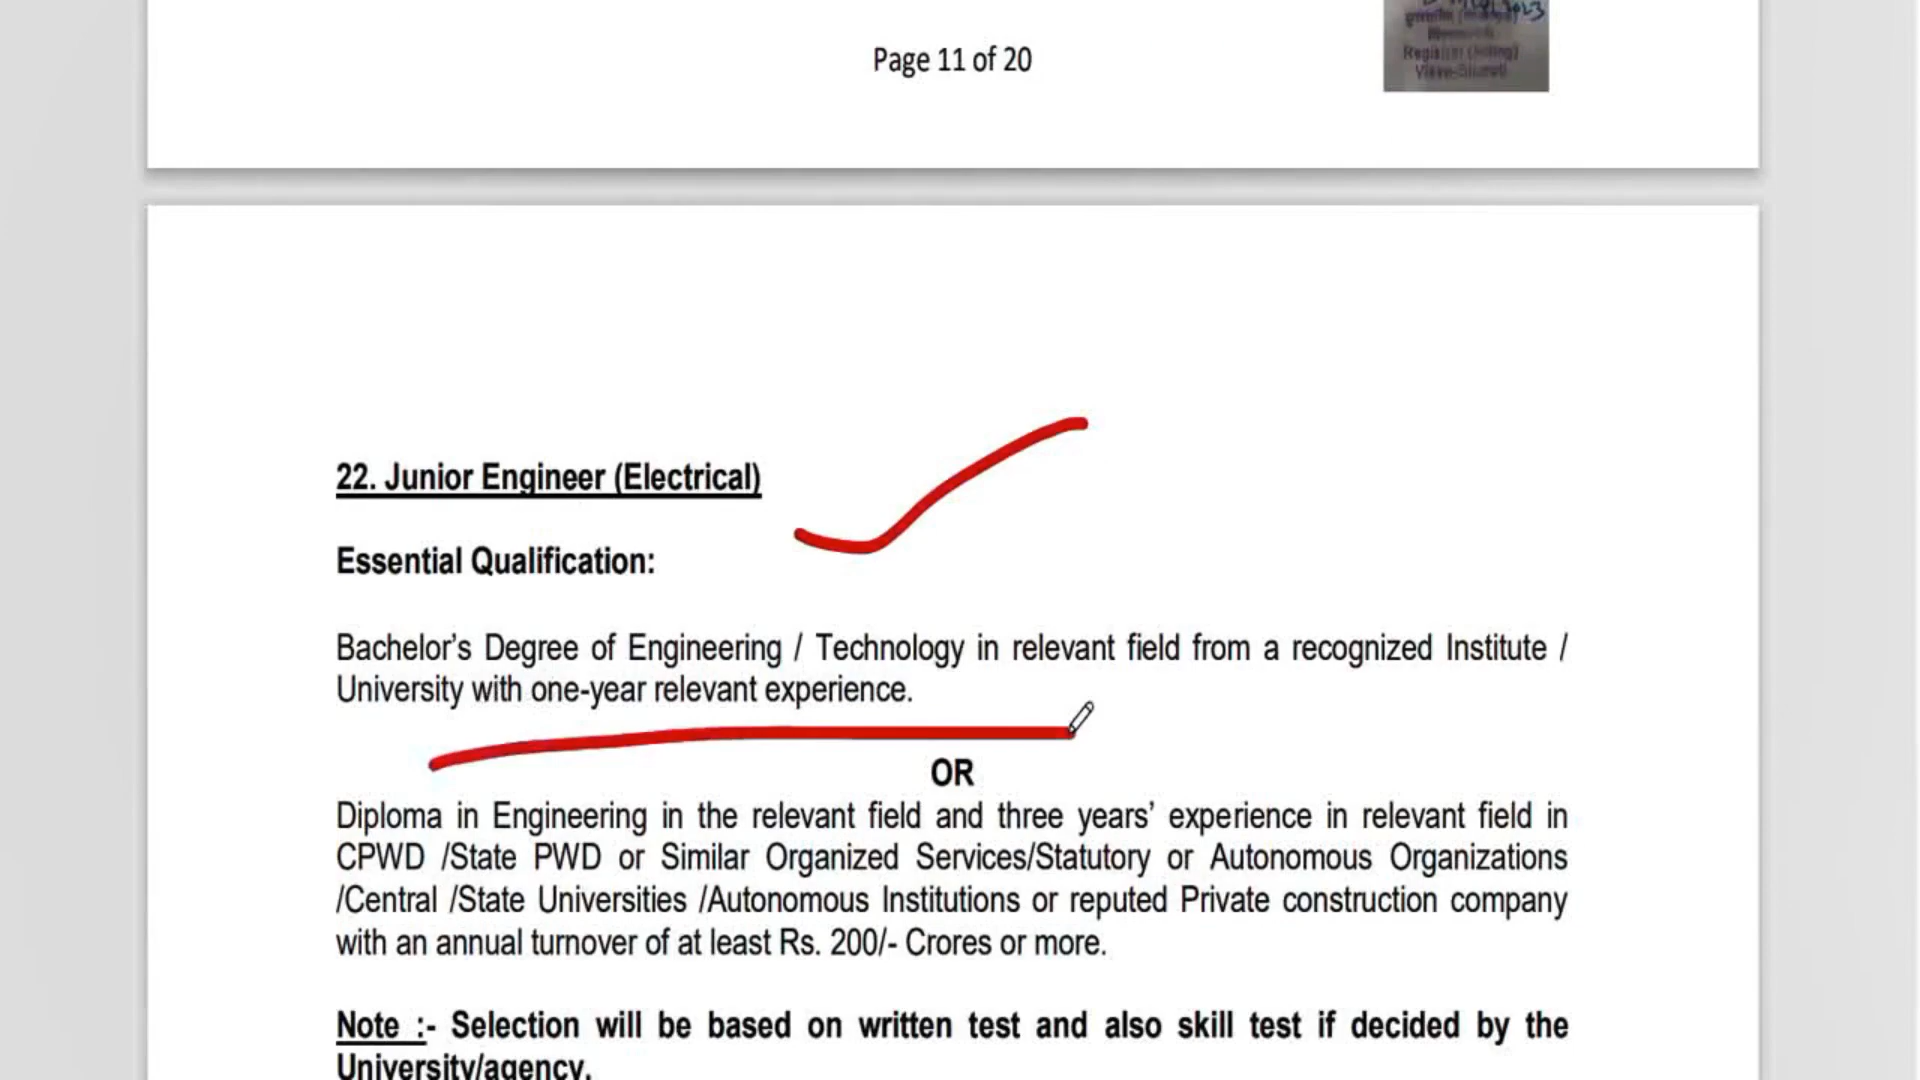 Page 11 of 20
22. Junior Engineer (Electrical)
Essential Qualification:
Bachelor’s Degree of Engineering / Technology in relevant field from a recognized Institute /
University with one-year relevant experience.
OR
Diploma in Engineering in the relevant field and three years’ experience in relevant field in
CPWD /State PWD or Similar Organized Services/Statutory or Autonomous Organizations
/Central /State Universities /Autonomous Institutions or reputed Private construction company
with an annual turnover of at least Rs. 200/- Crores or more.
Note :- Selection will be based on written test and also skill test if decided by the
University/agency.